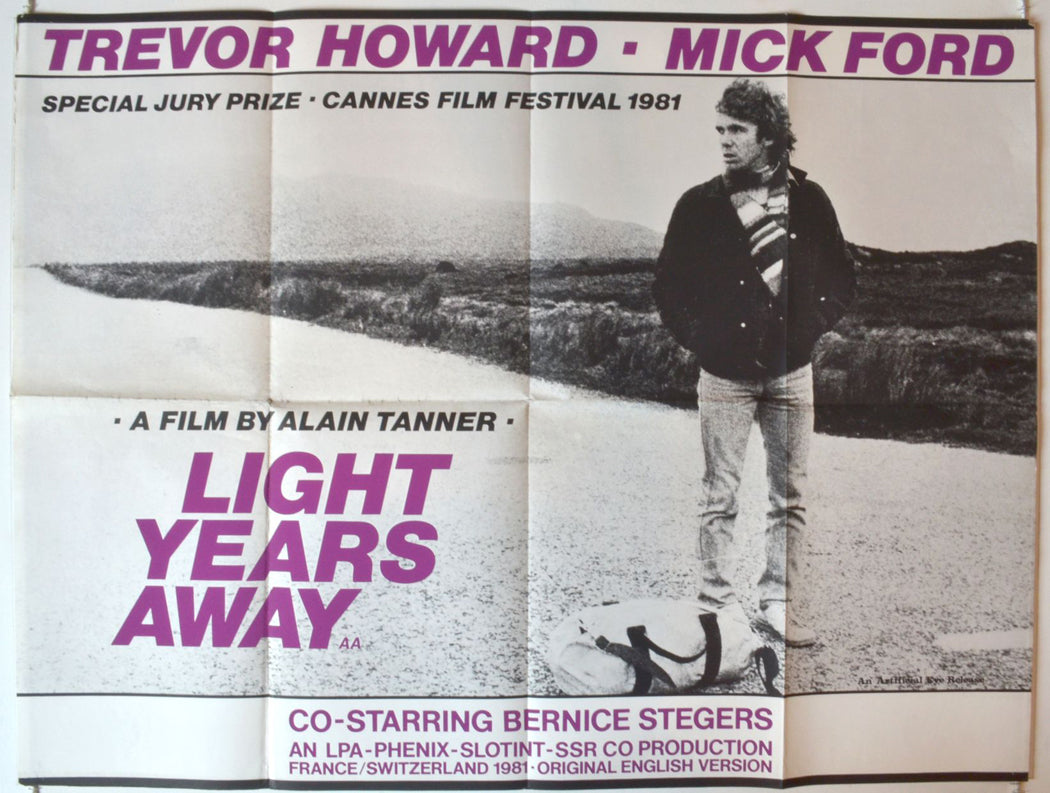 TREVOR HOWARD · MICK FORD
SPECIAL JURY PRIZE · CANNES FILM FESTIVAL 1981
· A FILM BY ALAIN TANNER ·
LIGHT
YEARS
AWAY AA
An Artificial Eye Release
CO-STARRING BERNICE STEGERS
AN LPA-PHENIX-SLOTINT-SSR CO PRODUCTION
FRANCE/SWITZERLAND 1981·ORIGINAL ENGLISH VERSION